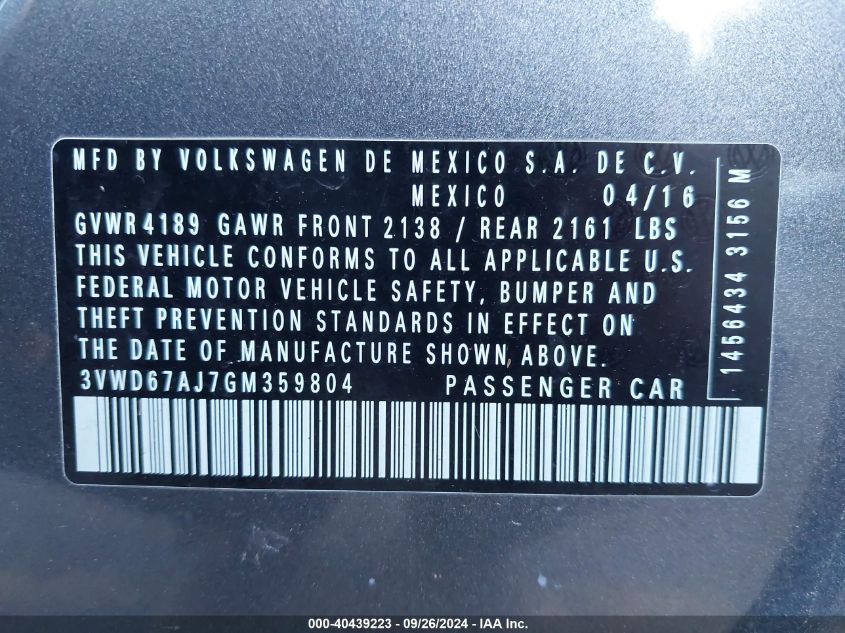 MFD BY VOLKSWAGEN DE MEXICO S.A. DE C.V.
MEXICO 04/16
GVWR 4189 GAWR FRONT 2138 / REAR 2161 LBS
THIS VEHICLE CONFORMS TO ALL APPLICABLE U.S.
FEDERAL MOTOR VEHICLE SAFETY, BUMPER AND
THEFT PREVENTION STANDARDS IN EFFECT ON
THE DATE OF MANUFACTURE SHOWN ABOVE.
3VWD67AJ7GM359804 PASSENGER CAR
1456434 3156 M
000-40439223 - 09/26/2024 - IAA Inc.